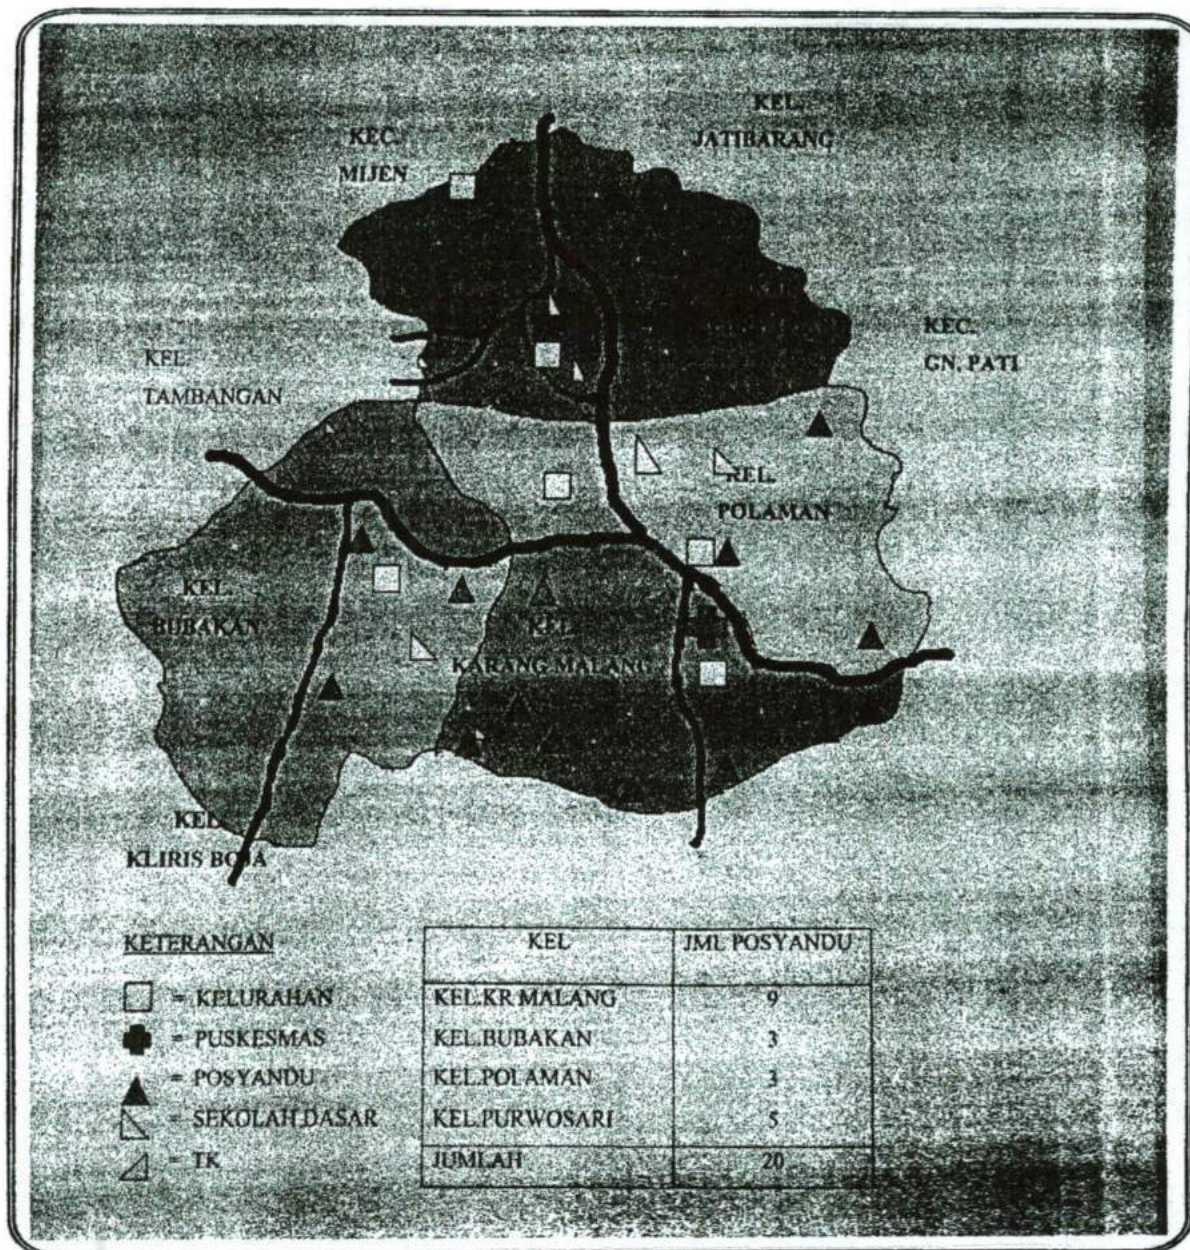 KEL.
JATIBARANG
KEC.
MIJEN
KEC.
GN. PATI
KEL.
TAMBANGAN
KEL.
POLAMAN
KEL.
BUBAKAN
KEL.
KARANG MALANG
KEL.
KLIRIS BOJA
KETERANGAN
= KELURAHAN
= PUSKESMAS
= POSYANDU
= SEKOLAH DASAR
= TK
KEL JML POSYANDU
KEL.KR MALANG 9
KEL.BUBAKAN 3
KEL.POLAMAN 3
KEL.PURWOSARI 5
JUMLAH 20